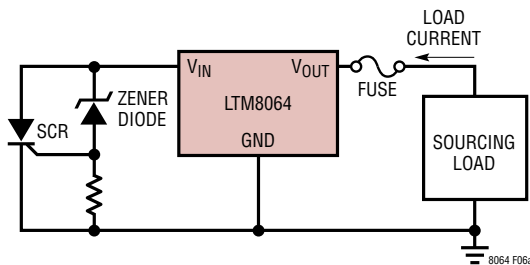 LOAD
CURRENT
VIN
VOUT
ZENER
DIODE
FUSE
LTM8064
SCR
GND
SOURCING
LOAD
8064 F06a